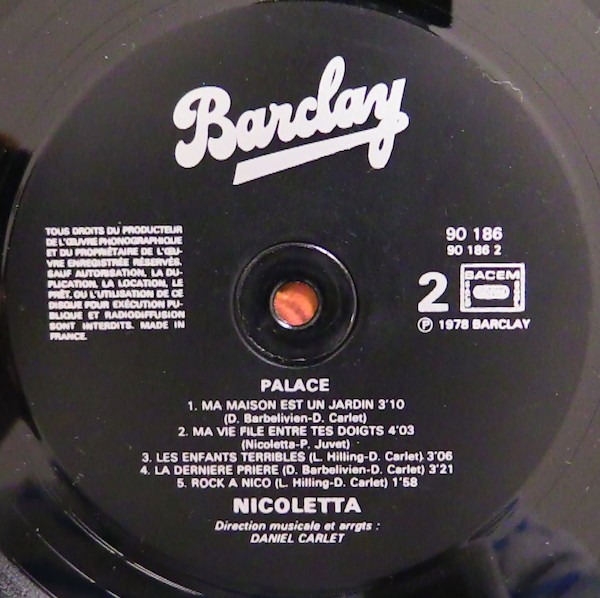 Barclay
TOUS DROITS DU PRODUCTEUR
DE L'ŒUVRE PHONOGRAPHIQUE
ET DU PROPRIÉTAIRE DE L'ŒU-
VRE ENREGISTRÉE RÉSERVÉS.
SAUF AUTORISATION, LA DU-
PLICATION, LA LOCATION, LE
PRÊT, OU L'UTILISATION DE CE
DISQUE POUR EXÉCUTION PU-
BLIQUE ET RADIODIFFUSION
SONT INTERDITS. MADE IN
FRANCE.
90 186
90 186 2
2
SACEM
℗ 1978 BARCLAY
PALACE
1. MA MAISON EST UN JARDIN 3'10
(D. Barbelivien-D. Carlet)
2. MA VIE FILE ENTRE TES DOIGTS 4'03
(Nicoletta-P. Juvet)
3. LES ENFANTS TERRIBLES (L. Hilling-D. Carlet) 3'06
4. LA DERNIERE PRIERE (D. Barbelivien-D. Carlet) 3'21
5. ROCK A NICO (L. Hilling-D. Carlet) 1'58
NICOLETTA
Direction musicale et arrgts :
DANIEL CARLET